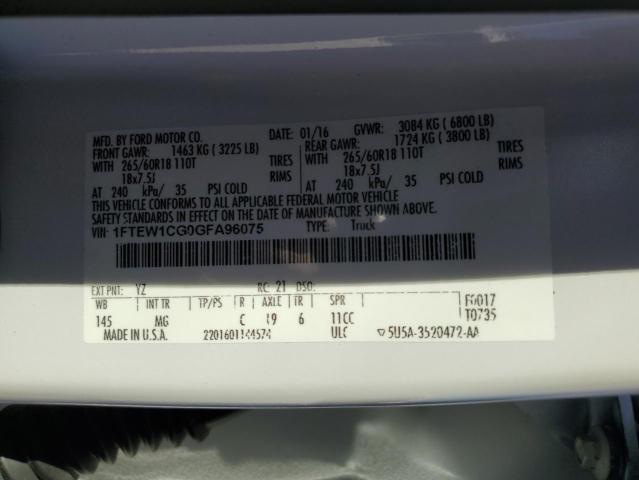 MFD. BY FORD MOTOR CO. DATE: 01/16 GVWR: 3084 KG ( 6800 LB)
FRONT GAWR: 1463 KG ( 3225 LB) REAR GAWR: 1724 KG ( 3800 LB)
WITH 265/60R18 110T TIRES WITH 265/60R18 110T TIRES
18x7.5J RIMS 18x7.5J RIMS
AT 240 kPa/ 35 PSI COLD AT 240 kPa/ 35 PSI COLD
THIS VEHICLE CONFORMS TO ALL APPLICABLE FEDERAL MOTOR VEHICLE
SAFETY STANDARDS IN EFFECT ON THE DATE OF MANUFACTURE SHOWN ABOVE.
VIN: 1FTEW1CG0GFA96075 TYPE: Truck
EXT PNT: YZ RC: 21 DSO:
WB INT TR TP/PS R AXLE TR SPR F0017
145 MG C 19 6 11CC T0735
MADE IN U.S.A. ULC 5U5A-3520472-AA